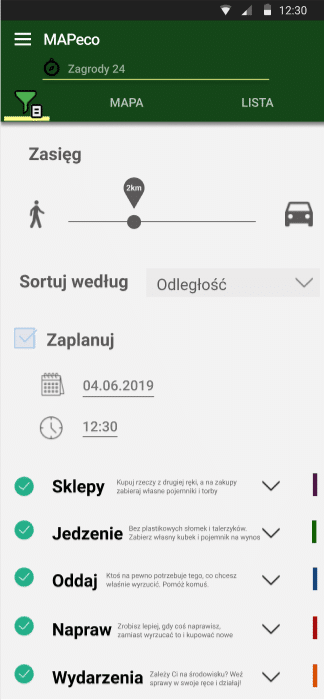 12:30
MAPeco
Zagrody 24
MAPA
LISTA
Zasięg
2km
Sortuj według
Odległość
Zaplanuj
04.06.2019
12:30
Sklepy
Kupuj rzeczy z drugiej ręki, a na zakupy
zabieraj własne pojemniki i torby
Jedzenie
Bez plastikowych słomek i talerzyków.
Zabierz własny kubek i pojemnik na wynos
Oddaj
Ktoś na pewno potrzebuje tego, co chcesz
właśnie wyrzucić. Pomóż komuś.
Napraw
Zrobisz lepiej, gdy coś naprawisz,
zamiast wyrzucać to i kupować nowe
Wydarzenia
Zależy Ci na środowisku? Weź
sprawy w swoje ręce i działaj!